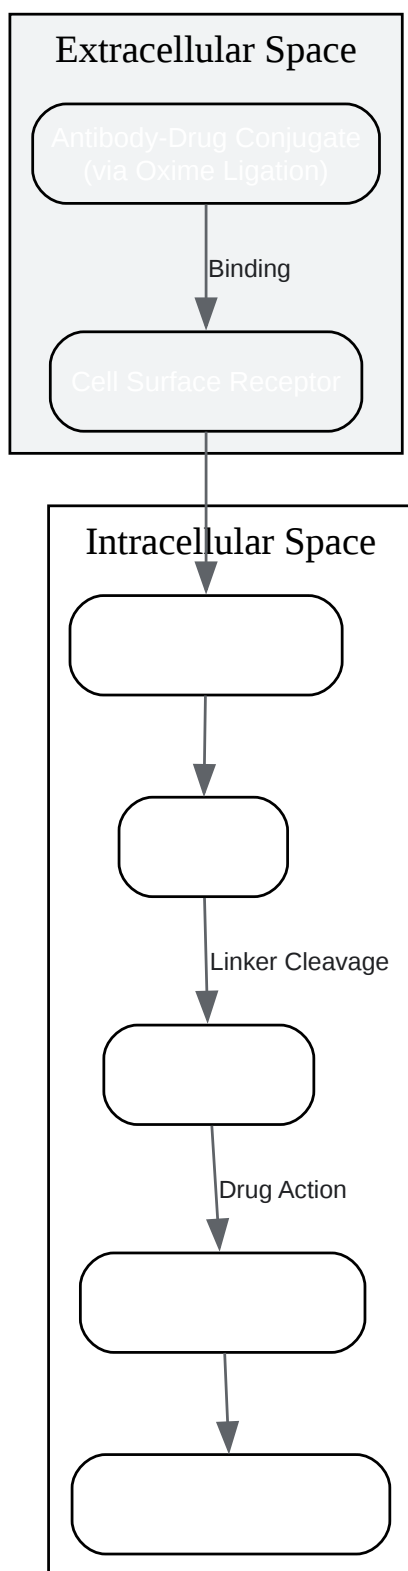 Extracellular Space
Antibody-Drug Conjugate
(via Oxime Ligation)
Binding
Cell Surface Receptor
Intracellular Space
Linker Cleavage
Drug Action